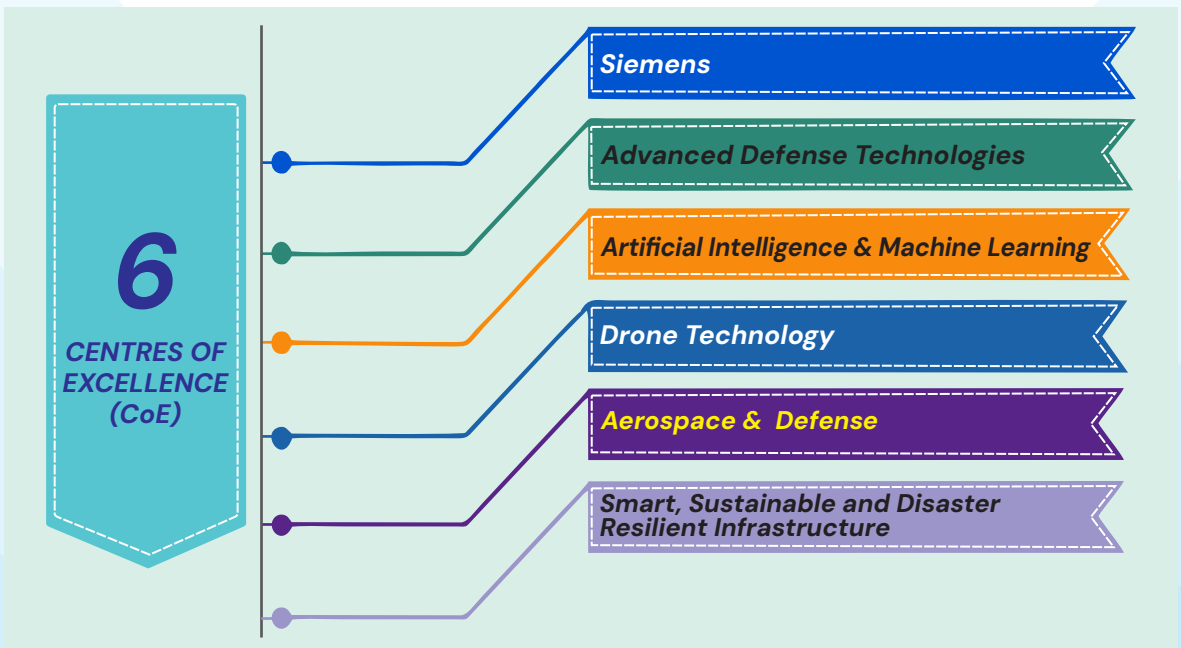 6
CENTRES OF
EXCELLENCE
(CoE)
Siemens
Advanced Defense Technologies
Artificial Intelligence & Machine Learning
Drone Technology
Aerospace & Defense
Smart, Sustainable and Disaster
Resilient Infrastructure